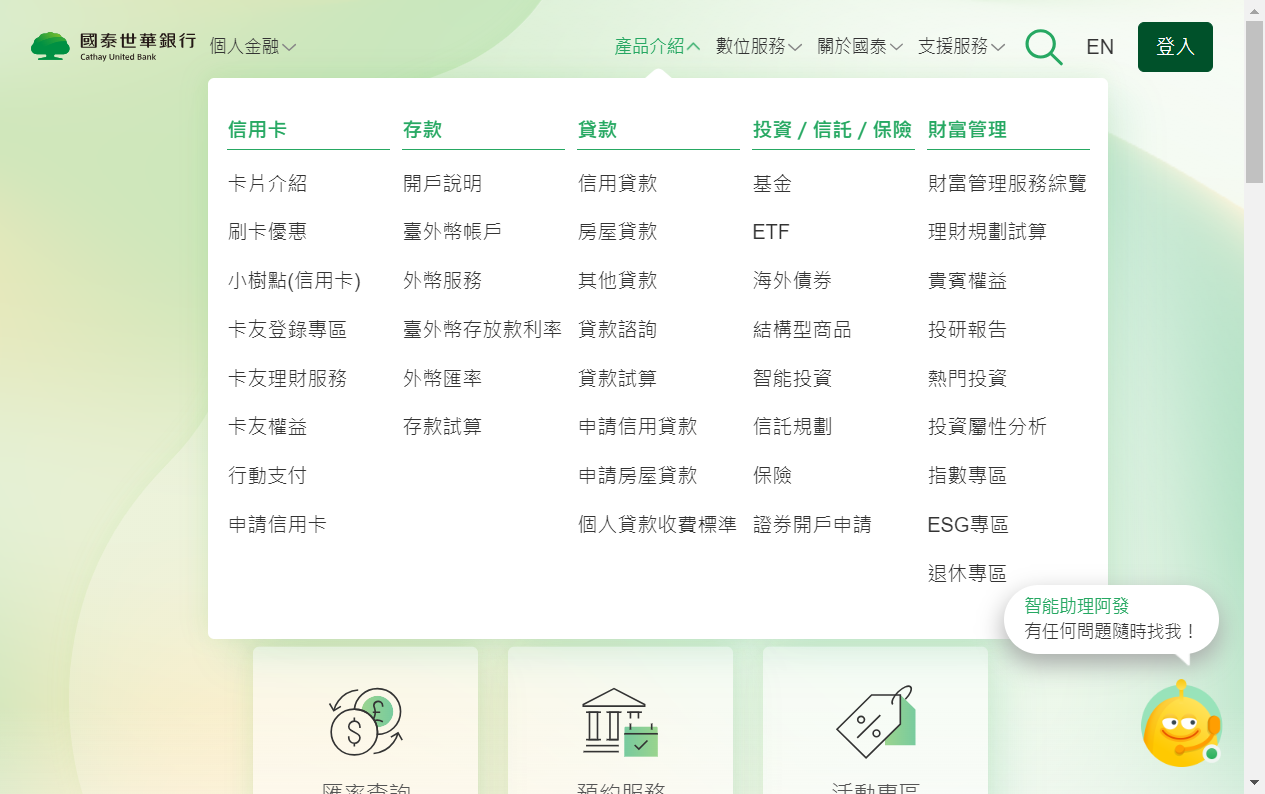 國泰世華銀行
Cathay United Bank
個人金融
產品介紹
數位服務
關於國泰
支援服務
EN
登入
信用卡
卡片介紹
刷卡優惠
小樹點(信用卡)
卡友登錄專區
卡友理財服務
卡友權益
行動支付
申請信用卡
存款
開戶說明
臺外幣帳戶
外幣服務
臺外幣存放款利率
外幣匯率
存款試算
貸款
信用貸款
房屋貸款
其他貸款
貸款諮詢
貸款試算
申請信用貸款
申請房屋貸款
個人貸款收費標準
投資 / 信託 / 保險
基金
ETF
海外債券
結構型商品
智能投資
信託規劃
保險
證券開戶申請
財富管理
財富管理服務綜覽
理財規劃試算
貴賓權益
投研報告
熱門投資
投資屬性分析
指數專區
ESG專區
退休專區
智能助理阿發
有任何問題隨時找我！
匯率查詢
預約服務
活動專區